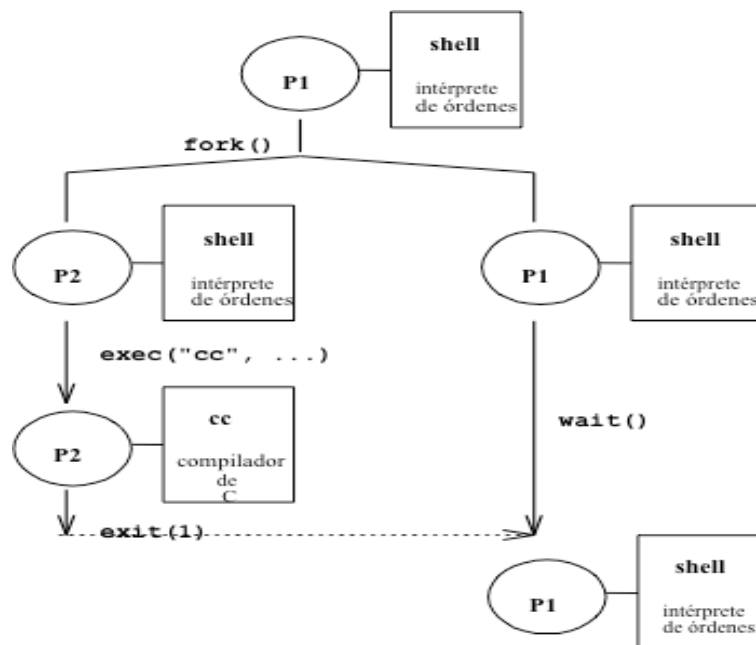 shell
P1
intérprete
de órdenes
fork()
shell
P2
intérprete
de órdenes
shell
P1
intérprete
de órdenes
exec("cc", ...)
cc
P2
compilador
de
C
wait()
exit(1)
shell
P1
intérprete
de órdenes